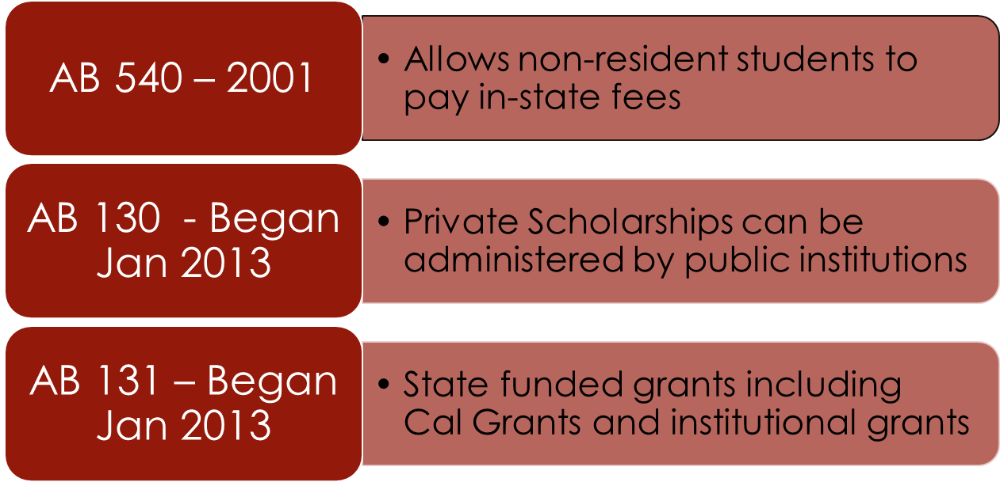 AB 540 – 2001
• Allows non-resident students to
pay in-state fees
AB 130  - Began
Jan 2013
• Private Scholarships can be
administered by public institutions
AB 131 – Began
Jan 2013
• State funded grants including
Cal Grants and institutional grants